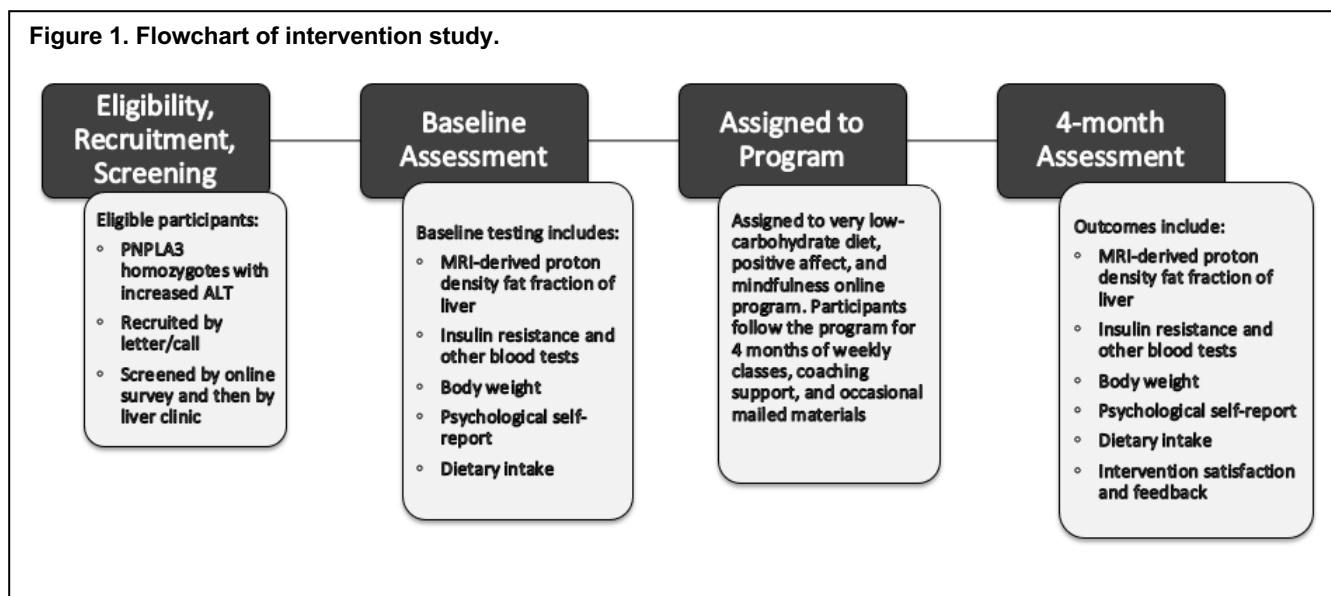 Figure 1. Flowchart of intervention study.
Eligibility,
Recruitment,
Screening
Eligible participants:
◦ PNPLA3
homozygotes with
increased ALT
◦ Recruited by
letter/call
◦ Screened by online
survey and then by
liver clinic
Baseline
Assessment
Baseline testing includes:
◦ MRI-derived proton
density fat fraction of
liver
◦ Insulin resistance and
other blood tests
◦ Body weight
◦ Psychological self-
report
◦ Dietary intake
Assigned to
Program
Assigned to very low-
carbohydrate diet,
positive affect, and
mindfulness online
program. Participants
follow the program for
4 months of weekly
classes, coaching
support, and occasional
mailed materials
4-month
Assessment
Outcomes include:
◦ MRI-derived proton
density fat fraction of
liver
◦ Insulin resistance and
other blood tests
◦ Body weight
◦ Psychological self-report
◦ Dietary intake
◦ Intervention satisfaction
and feedback